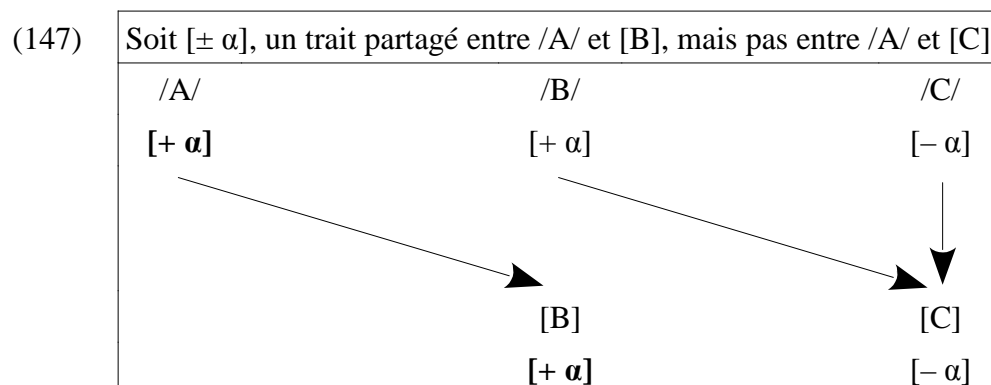 (147) Soit [± α], un trait partagé entre /A/ et [B], mais pas entre /A/ et [C]
/A/ /B/ /C/
[+ α] [+ α] [– α]
[B] [C]
[+ α] [– α]